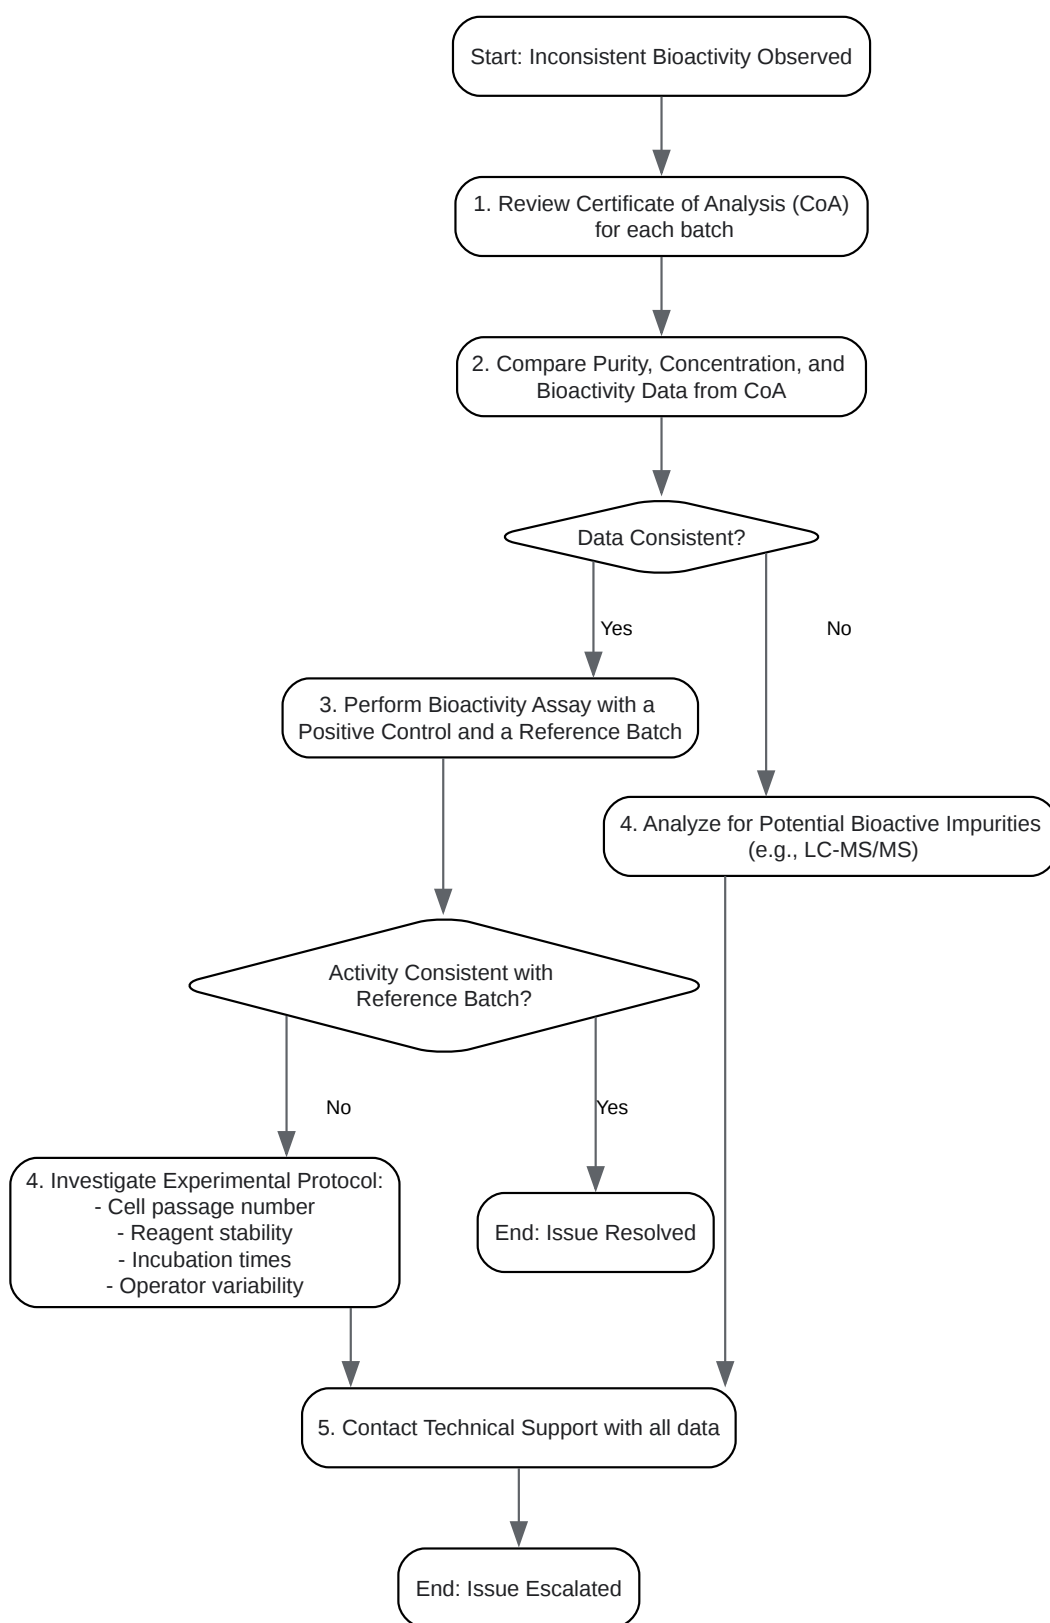 Start: Inconsistent Bioactivity Observed
1. Review Certificate of Analysis (CoA)
for each batch
2. Compare Purity, Concentration, and
Bioactivity Data from CoA
Data Consistent?
Yes
No
3. Perform Bioactivity Assay with a
Positive Control and a Reference Batch
4. Analyze for Potential Bioactive Impurities
(e.g., LC-MS/MS)
Activity Consistent with
Reference Batch?
No
Yes
4. Investigate Experimental Protocol:
- Cell passage number
- Reagent stability
- Incubation times
- Operator variability
End: Issue Resolved
5. Contact Technical Support with all data
End: Issue Escalated